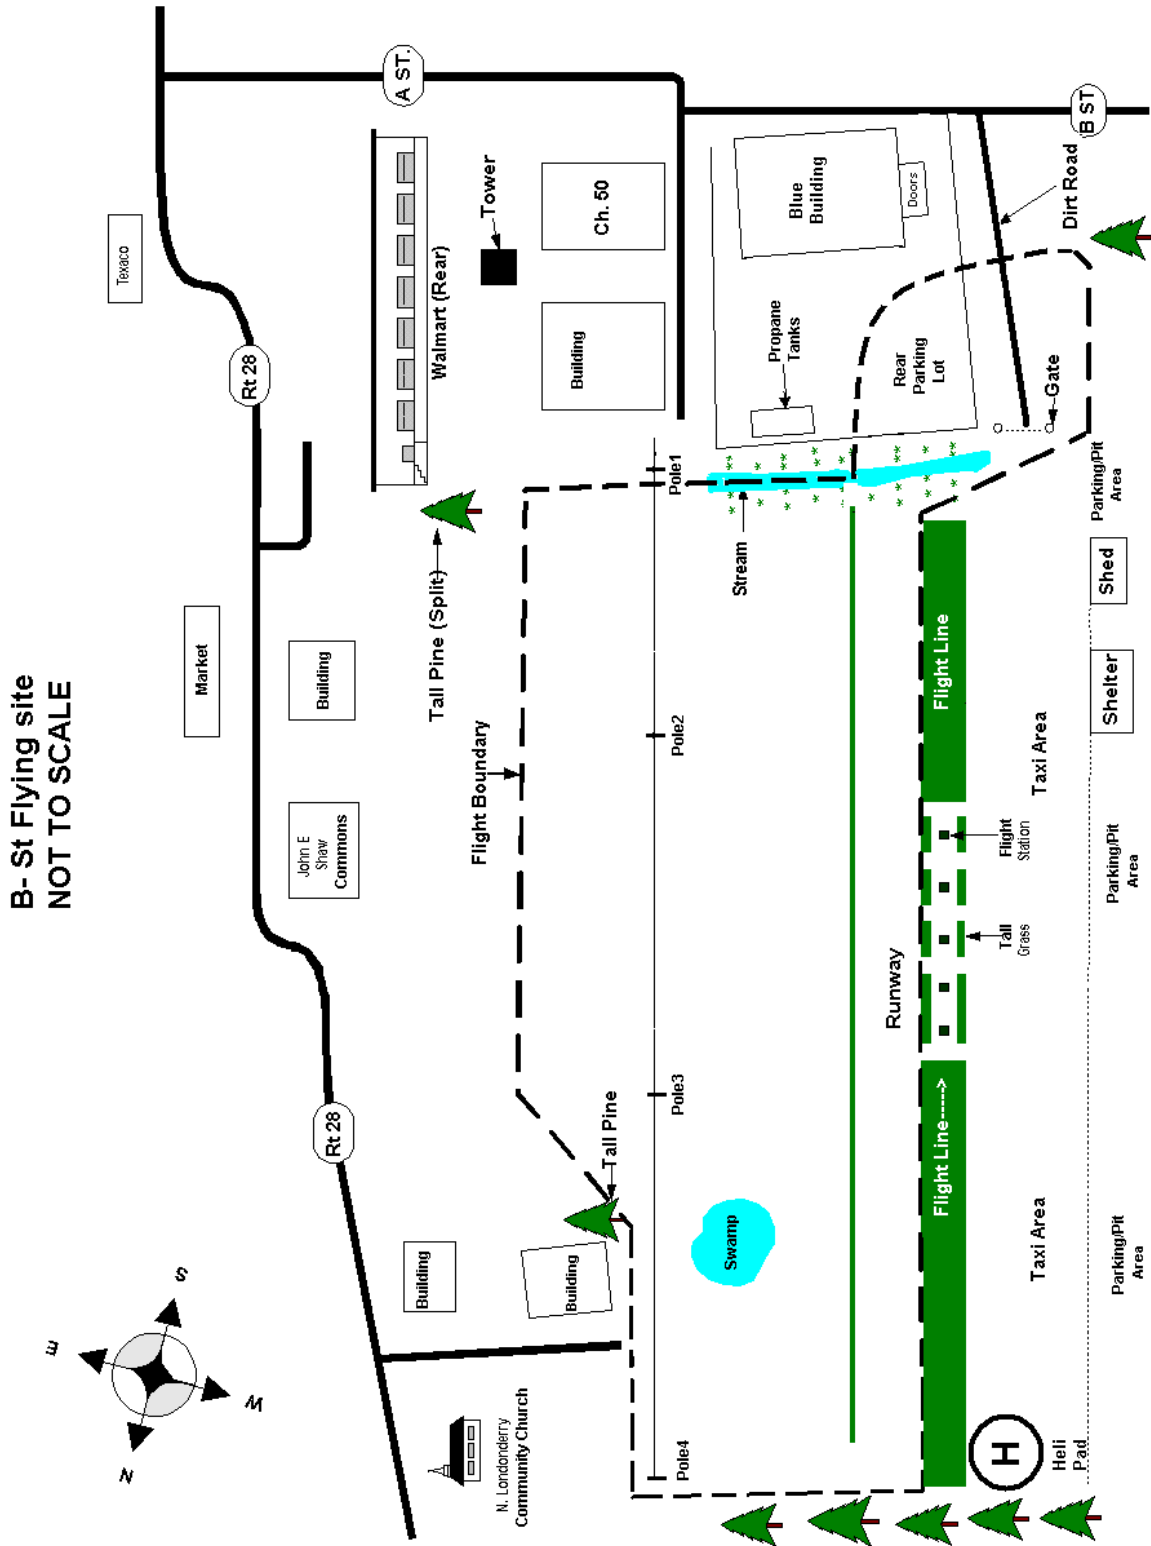 B- St Flying site
NOT TO SCALE
Texaco
Rt 28
A ST.
Market
Building
John E
Shaw
Commons
Rt 28
Walmart (Rear)
Tower
Ch. 50
Building
Tall Pine (Split)
Flight Boundary
Tall Pine
Building
Building
N. Londonderry
Community Church
N
E
S
W
Pole4
Pole3
Pole2
Pole1
Stream
Swamp
Propane
Tanks
Blue
Building
Doors
Rear
Parking
Lot
B ST
Dirt Road
Gate
Runway
Flight Line---->
Flight Line
Flight
Station
Tall
Grass
H
Heli
Pad
Taxi Area
Taxi Area
Parking/Pit
Area
Parking/Pit
Area
Parking/Pit
Area
Shelter
Shed